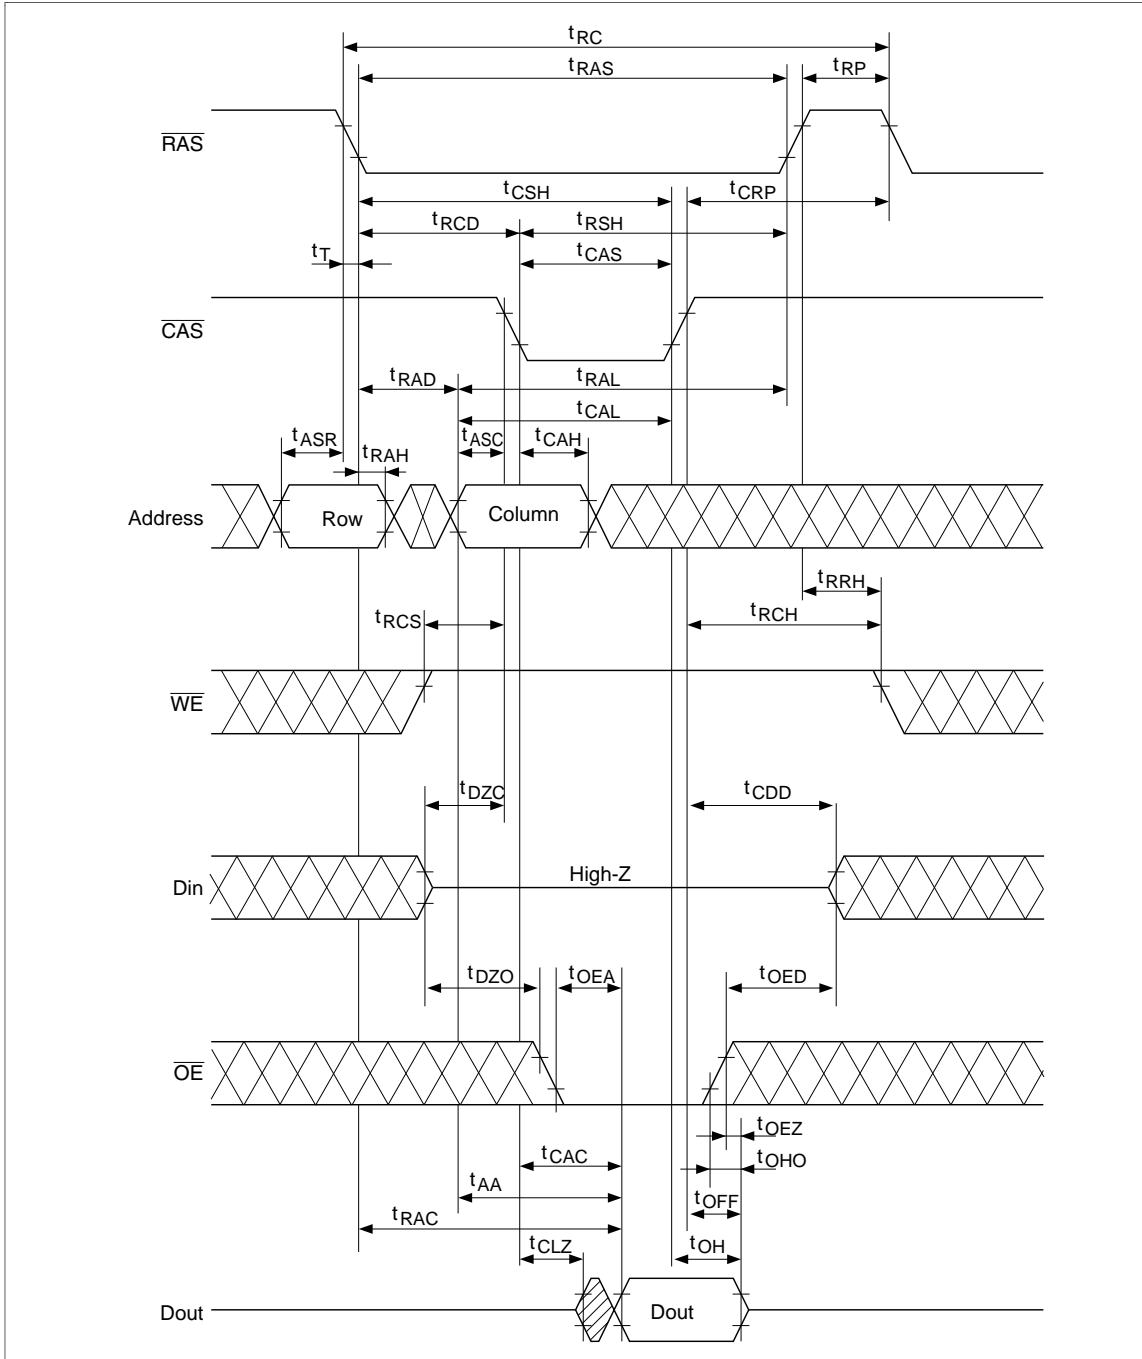 tRC
tRAS
tRP
RAS
tCSH
tCRP
tRCD
tRSH
tT
tCAS
CAS
tRAD
tRAL
tCAL
tASR
tASC
tCAH
tRAH
Address
Row
Column
tRRH
tRCS
tRCH
WE
tDZC
tCDD
Din
High-Z
tDZO
tOEA
tOED
OE
tOEZ
tCAC
tOHO
tAA
tOFF
tRAC
tCLZ
tOH
Dout
Dout